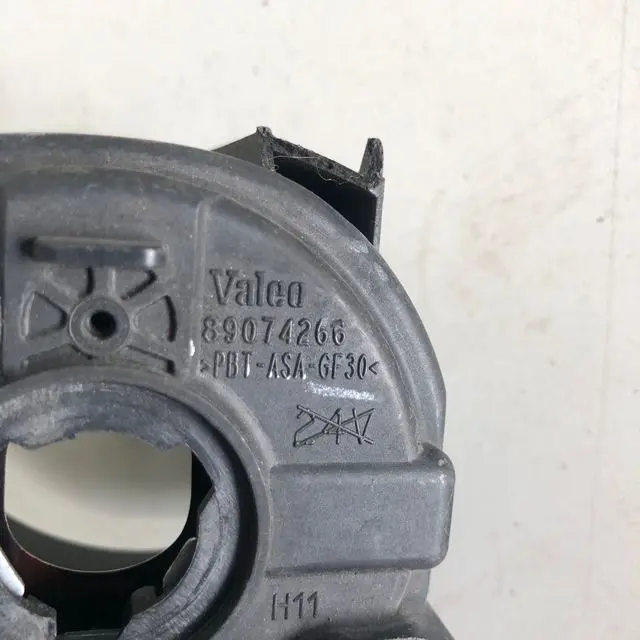 Valeo
89074266
>PBT-ASA-GF30<
24V
H11